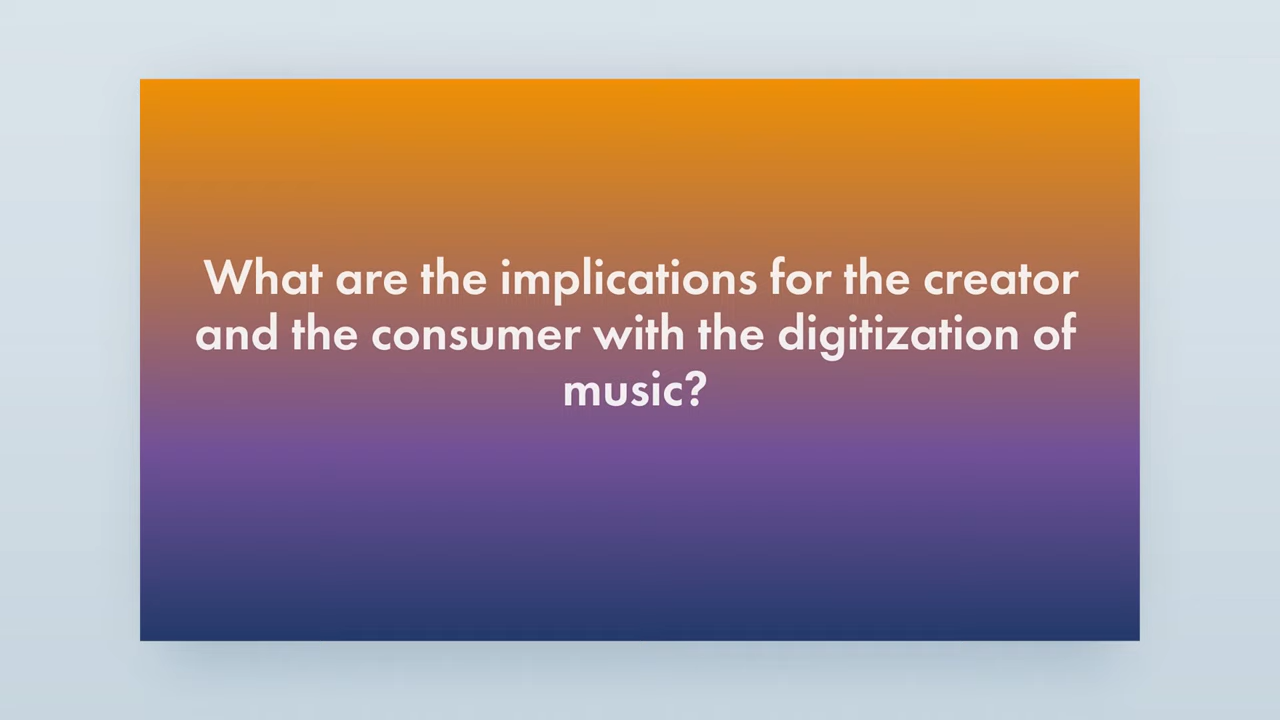 What are the implications for the creator
and the consumer with the digitization of
music?